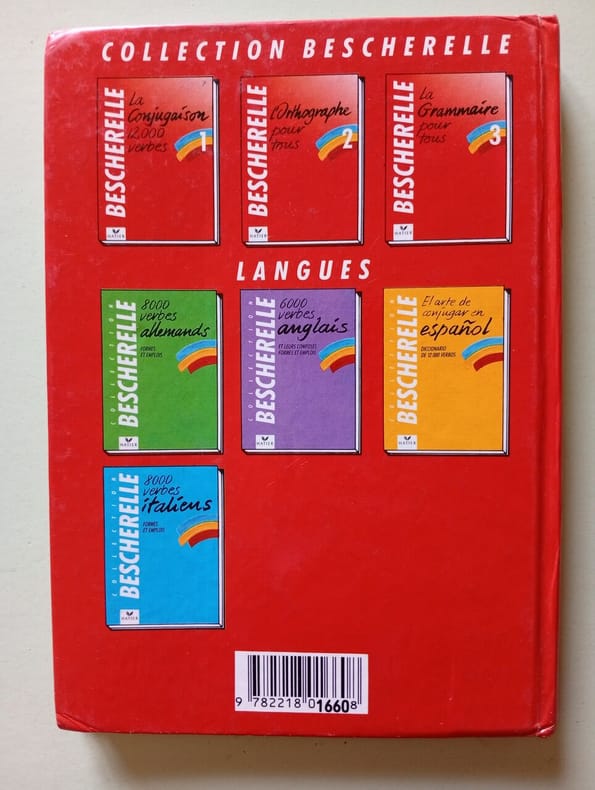 COLLECTION BESCHERELLE
BESCHERELLE
La
Conjugaison
12000
verbes
1
HATIER
BESCHERELLE
l'Orthographe
pour
tous
2
HATIER
BESCHERELLE
La
Grammaire
pour
tous
3
HATIER
LANGUES
COLLECTION
BESCHERELLE
8000
verbes
allemands
FORMES
ET EMPLOIS
HATIER
COLLECTION
BESCHERELLE
6000
verbes
anglais
ET LEURS COMPOSÉS
FORMES ET EMPLOIS
HATIER
COLLECTION
BESCHERELLE
El arte de
conjugar en
español
DICCIONARIO
DE 12 000 VERBOS
HATIER
COLLECTION
BESCHERELLE
8000
verbes
italiens
FORMES
ET EMPLOIS
HATIER
9 782218 016608